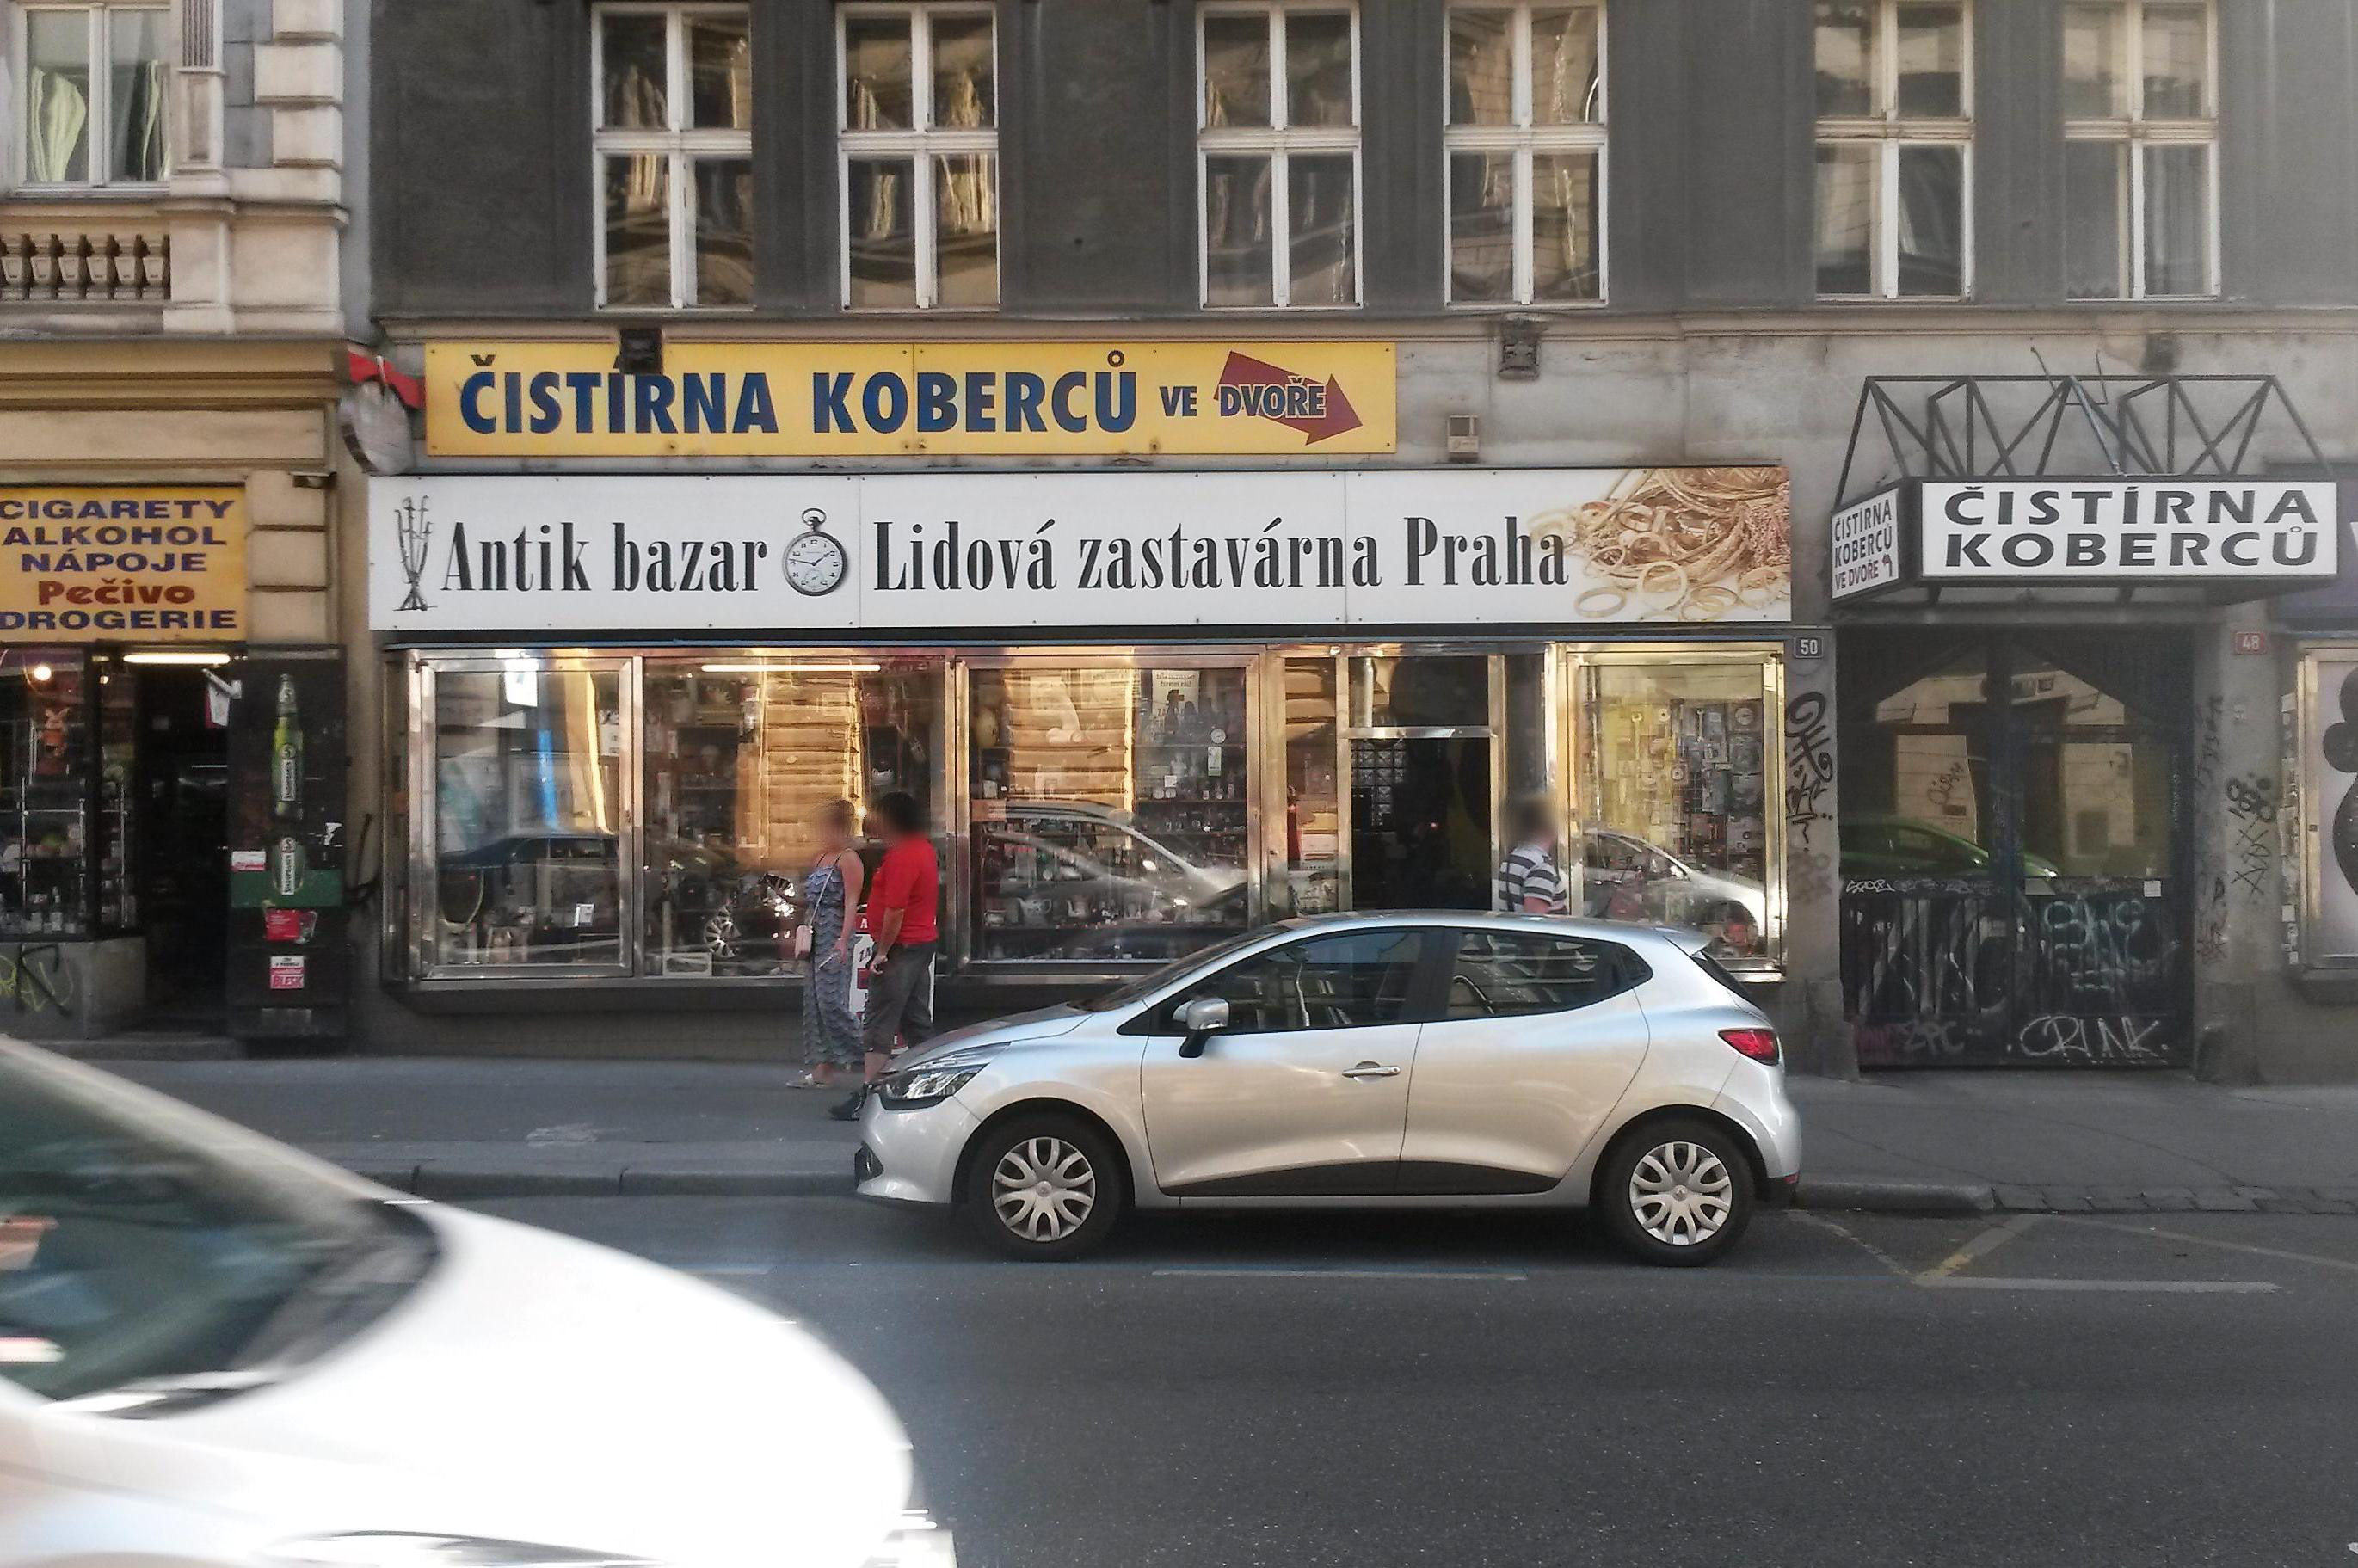 ČISTÍRNA KOBERCŮ VE DVOŘE
CIGARETY
ALKOHOL
NÁPOJE
Pečivo
DROGERIE
Antik bazar Lidová zastavárna Praha
ČISTÍRNA
KOBERCŮ
VE DVOŘE
ČISTÍRNA
KOBERCŮ
50
48
CRUNK.